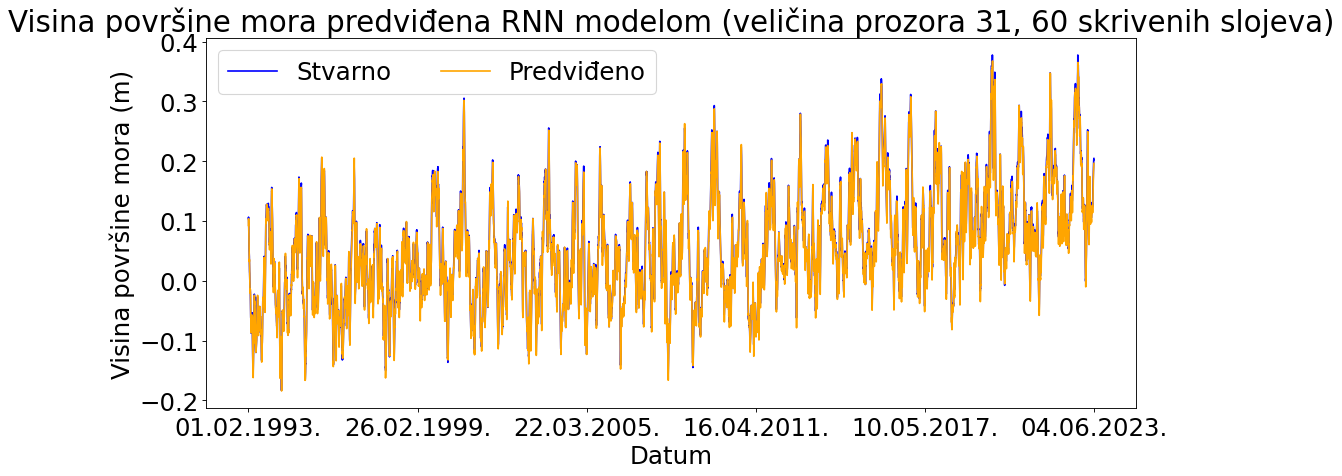 Visina površine mora predviđena RNN modelom (veličina prozora 31, 60 skrivenih slojeva)
Stvarno
Predviđeno
Visina površine mora (m)
0.4
0.3
0.2
0.1
0.0
−0.1
−0.2
01.02.1993.
26.02.1999.
22.03.2005.
16.04.2011.
10.05.2017.
04.06.2023.
Datum